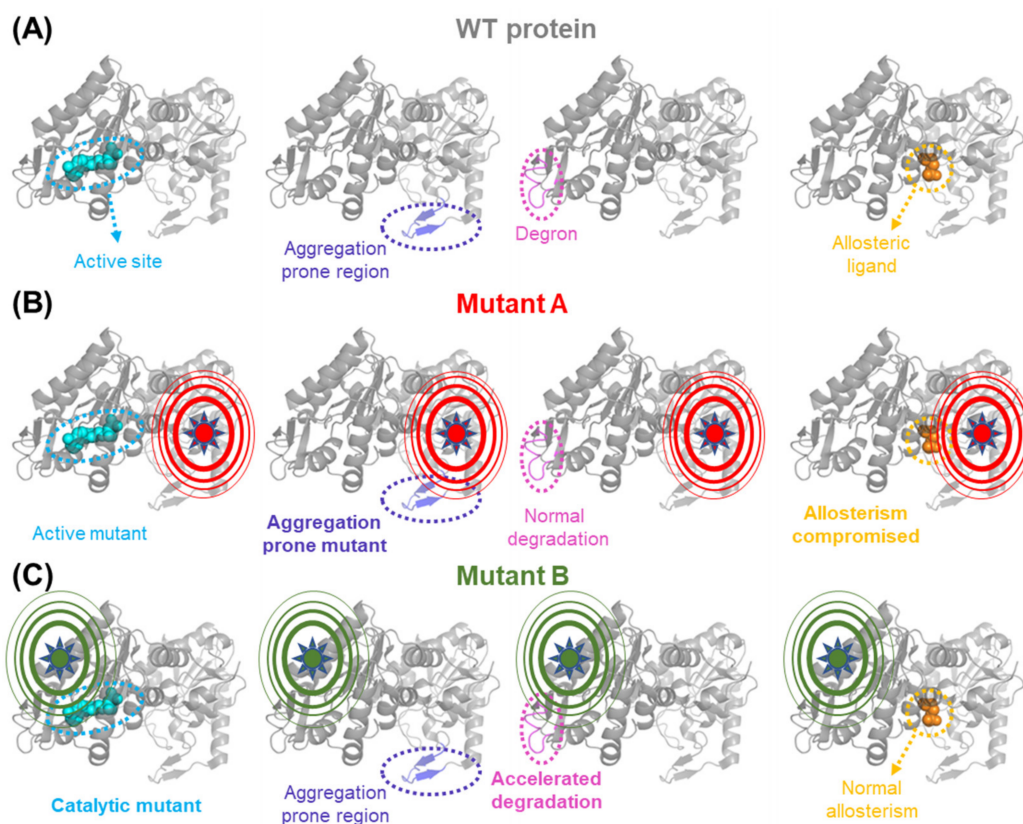 (A)
WT protein
Active site
Aggregation
prone region
Degron
Allosteric
ligand
(B)
Mutant A
Active mutant
Aggregation
prone mutant
Normal
degradation
Allosterism
compromised
(C)
Mutant B
Catalytic mutant
Aggregation
prone region
Accelerated
degradation
Normal
allosterism